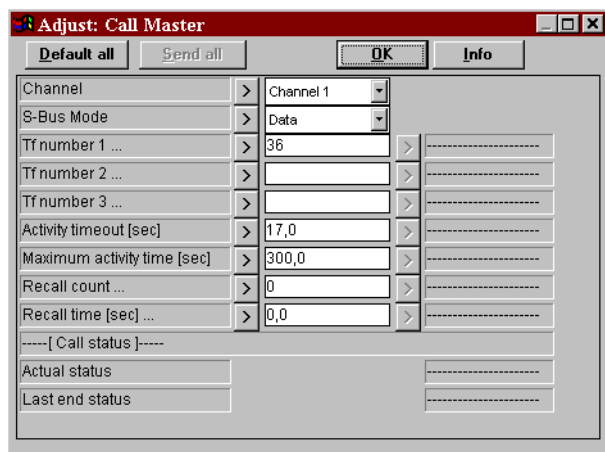 Adjust: Call Master
Default all Send all OK Info
Channel > Channel 1
S-Bus Mode > Data
Tf number 1 ... > 36 > ----------------------
Tf number 2 ... > > ----------------------
Tf number 3 ... > > ----------------------
Activity timeout [sec] > 17,0 > ----------------------
Maximum activity time [sec] > 300,0 > ----------------------
Recall count ... > 0 > ----------------------
Recall time [sec] ... > 0,0 > ----------------------
-----[ Call status ]-----
Actual status ----------------------
Last end status ----------------------